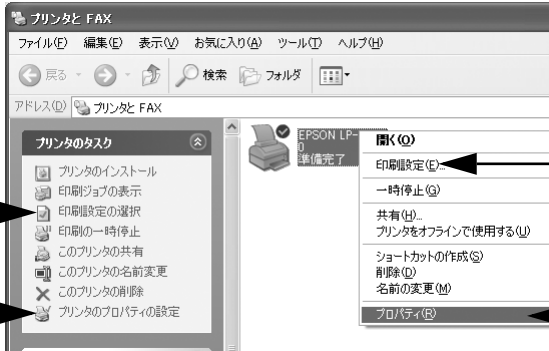 プリンタと FAX
ファイル(F) 編集(E) 表示(V) お気に入り(A) ツール(T) ヘルプ(H)
戻る 検索 フォルダ
アドレス(D) プリンタと FAX
プリンタのタスク
プリンタのインストール
印刷ジョブの表示
印刷設定の選択
印刷の一時停止
このプリンタの共有
このプリンタの名前変更
このプリンタの削除
プリンタのプロパティの設定
EPSON LP-
0
準備完了
開く(O)
印刷設定(E)...
一時停止(G)
共有(H)...
プリンタをオフラインで使用する(U)
ショートカットの作成(S)
削除(D)
名前の変更(M)
プロパティ(R)